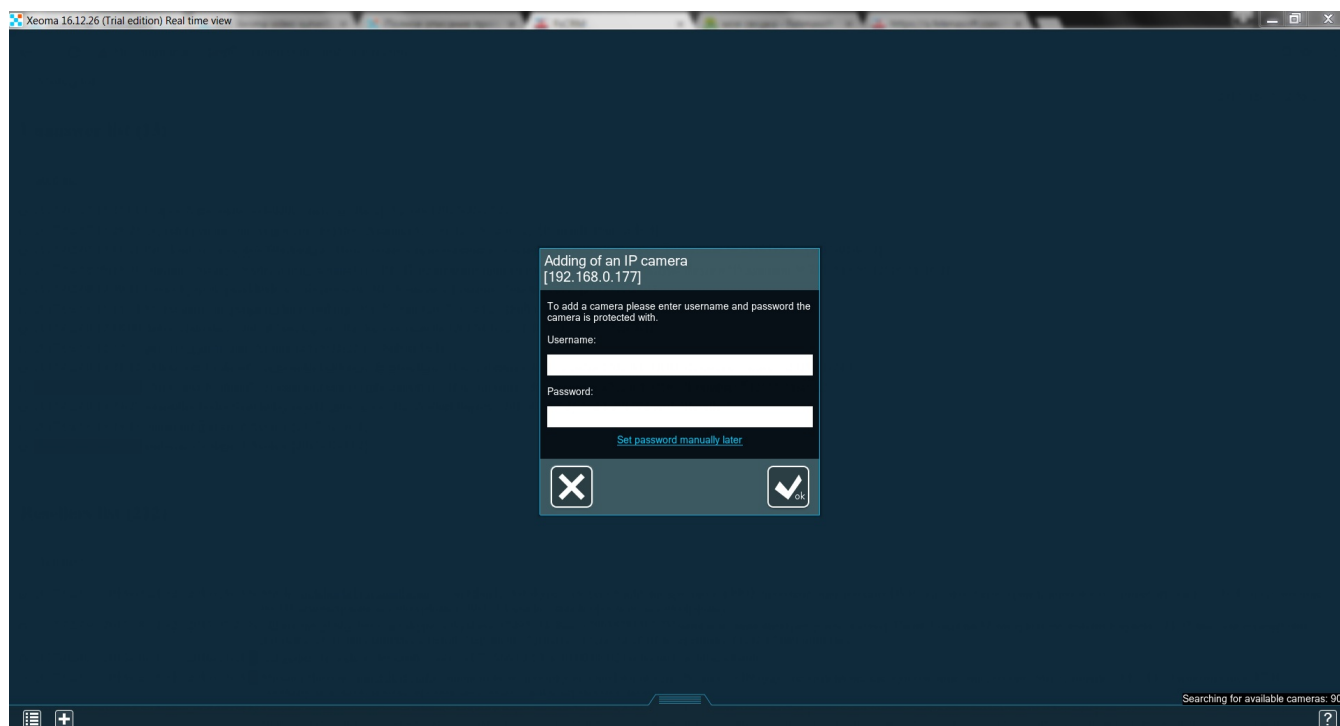 Xeoma 16.12.26 (Trial edition) Real time view
Adding of an IP camera
[192.168.0.177]
To add a camera please enter username and password the
camera is protected with.
Username:
Password:
Set password manually later
ok
Searching for available cameras: 90
?